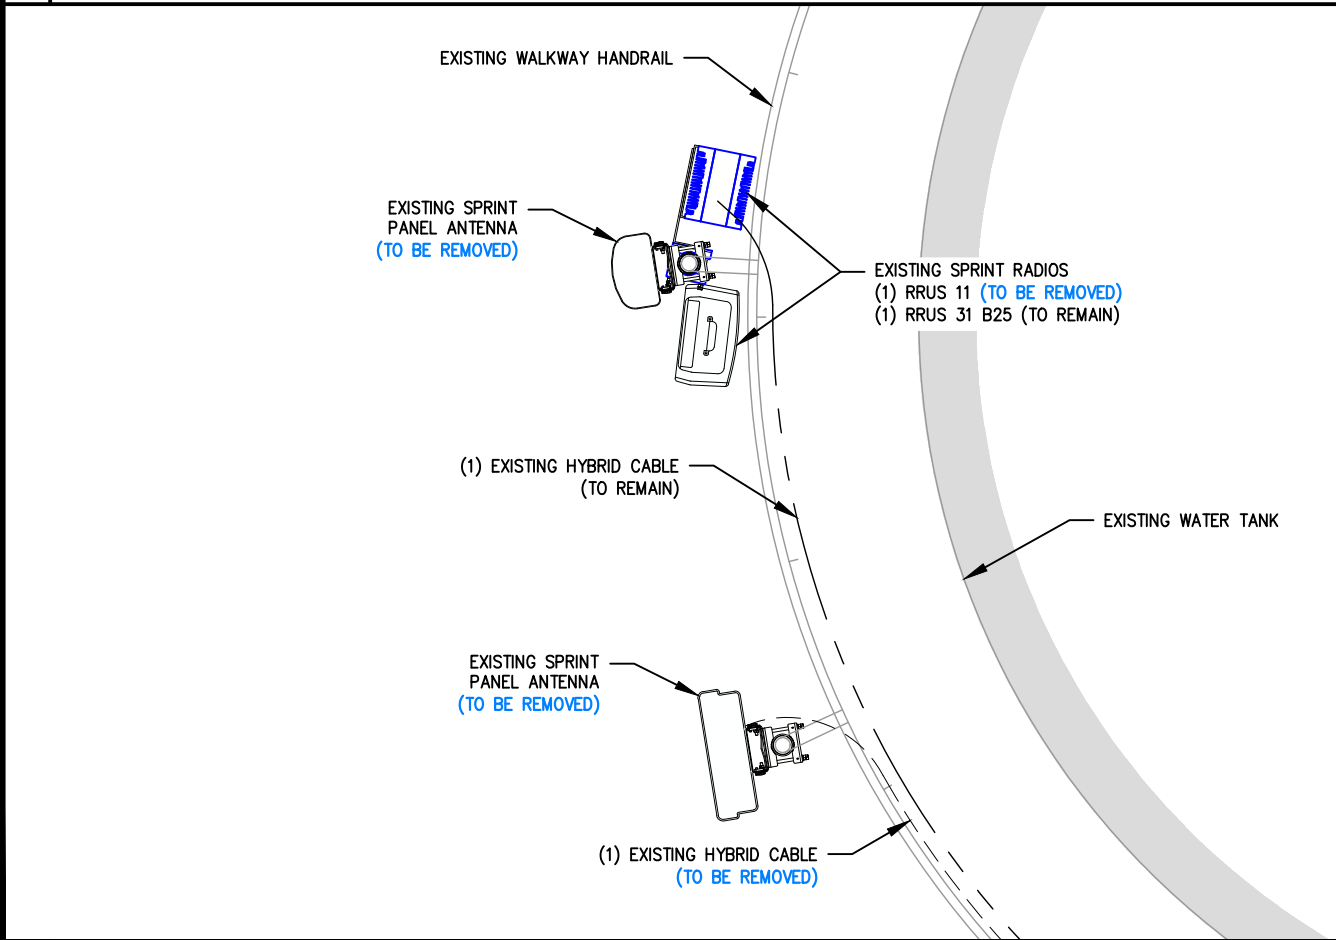 EXISTING WALKWAY HANDRAIL
EXISTING SPRINT
PANEL ANTENNA
(TO BE REMOVED)
EXISTING SPRINT RADIOS
(1) RRUS 11 (TO BE REMOVED)
(1) RRUS 31 B25 (TO REMAIN)
(1) EXISTING HYBRID CABLE
(TO REMAIN)
EXISTING WATER TANK
EXISTING SPRINT
PANEL ANTENNA
(TO BE REMOVED)
(1) EXISTING HYBRID CABLE
(TO BE REMOVED)